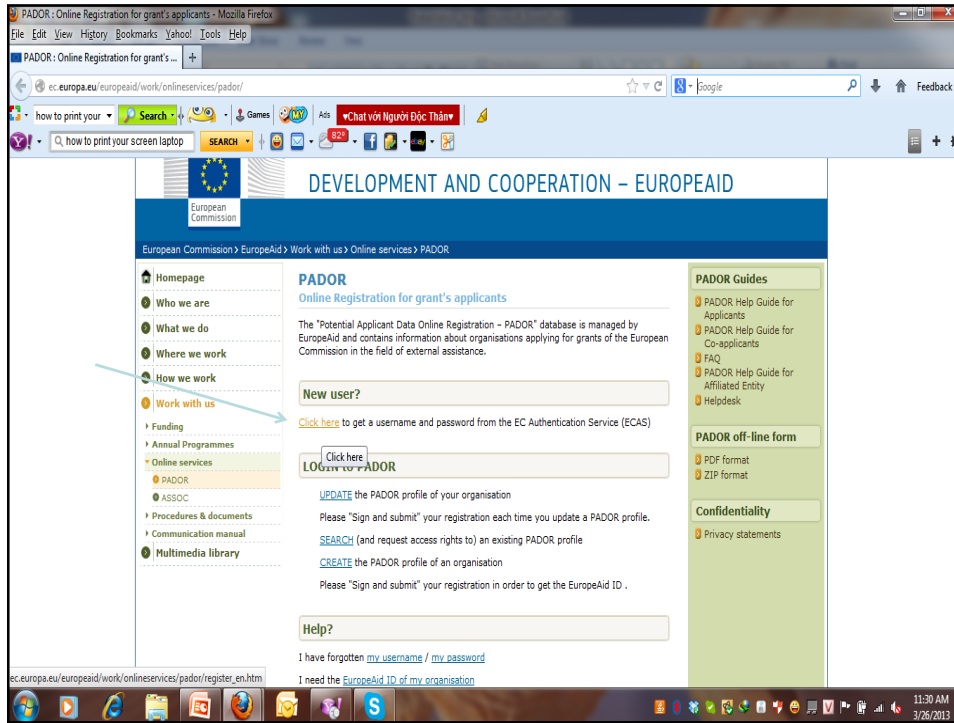 PADOR : Online Registration for grant's applicants - Mozilla Firefox
File Edit View History Bookmarks Yahoo! Tools Help
PADOR : Online Registration for grant's ... +
ec.europa.eu/europeaid/work/onlineservices/pador/
Google
Feedback
how to print your
Search
Games
Ads
♥Chat với Người Độc Thân♥
how to print your screen laptop
SEARCH
82°
ebay
European
Commission
DEVELOPMENT AND COOPERATION – EUROPEAID
European Commission > EuropeAid > Work with us > Online services > PADOR
Homepage
Who we are
What we do
Where we work
How we work
Work with us
Funding
Annual Programmes
Online services
PADOR
ASSOC
Procedures & documents
Communication manual
Multimedia library
PADOR
Online Registration for grant's applicants
The "Potential Applicant Data Online Registration – PADOR" database is managed by
EuropeAid and contains information about organisations applying for grants of the European
Commission in the field of external assistance.
New user?
Click here to get a username and password from the EC Authentication Service (ECAS)
Click here
LOGIN to PADOR
UPDATE the PADOR profile of your organisation
Please "Sign and submit" your registration each time you update a PADOR profile.
SEARCH (and request access rights to) an existing PADOR profile
CREATE the PADOR profile of an organisation
Please "Sign and submit" your registration in order to get the EuropeAid ID .
Help?
I have forgotten my username / my password
I need the EuropeAid ID of my organisation
PADOR Guides
PADOR Help Guide for
Applicants
PADOR Help Guide for
Co-applicants
FAQ
PADOR Help Guide for
Affiliated Entity
Helpdesk
PADOR off-line form
PDF format
ZIP format
Confidentiality
Privacy statements
ec.europa.eu/europeaid/work/onlineservices/pador/register_en.htm
11:30 AM
3/26/2013